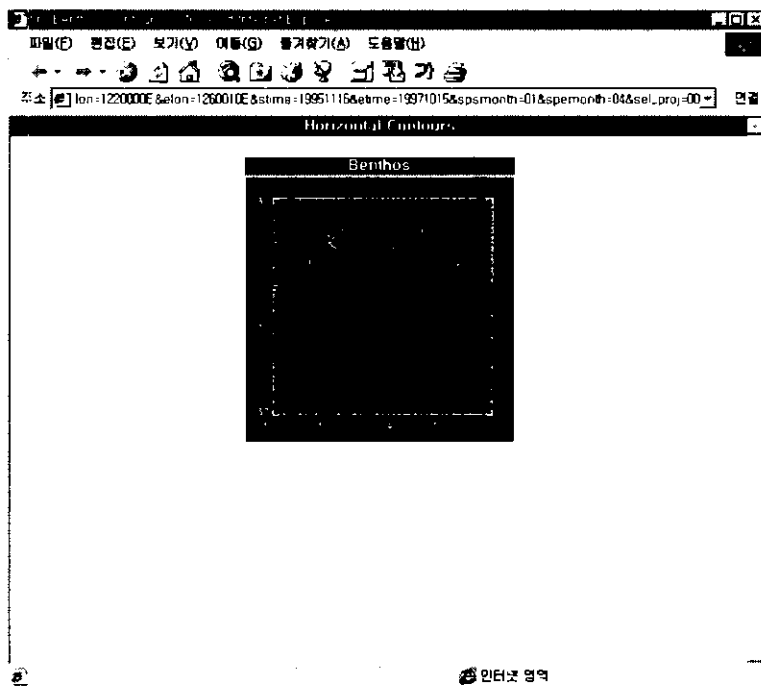 파일(F) 편집(E) 보기(V) 이동(G) 즐겨찾기(A) 도움말(H)
주소 lon=1220000E&elon=1260010E&stime=19951116&etime=19971015&spsmonth=01&spemonth=04&sel_proj=00 연결
Horizontal Contours
Benthos
인터넷 영역